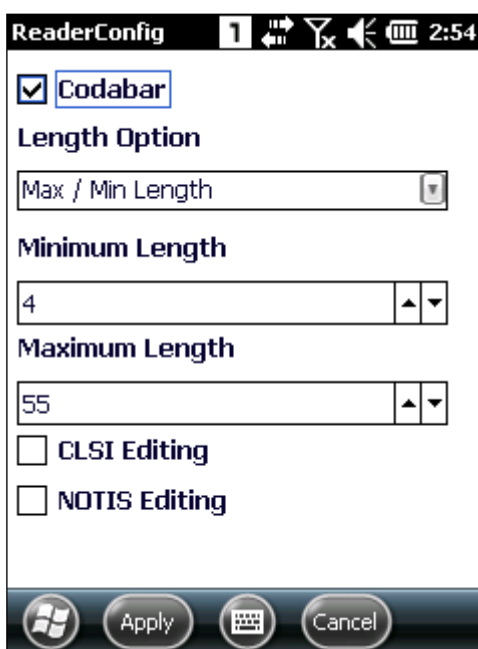 ReaderConfig 1 2:54
Codabar
Length Option
Max / Min Length
Minimum Length
4
Maximum Length
55
CLSI Editing
NOTIS Editing
Apply Cancel